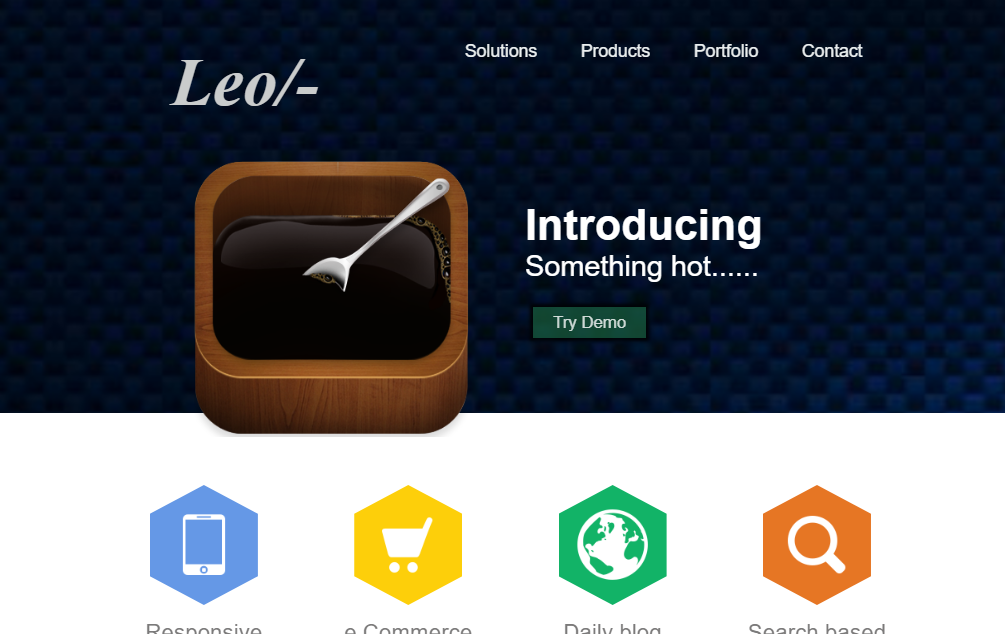 Solutions Products Portfolio Contact
Leo/-
Introducing
Something hot......
Try Demo
Responsive e Commerce Daily blog Search based